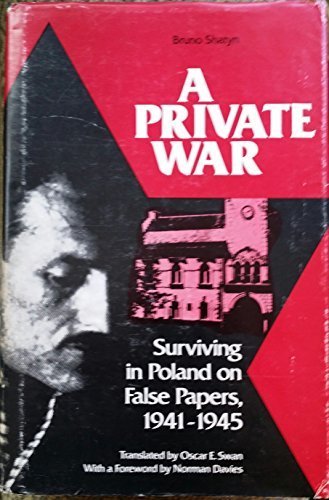 Bruno Shatyn
A
PRIVATE
WAR
Surviving
in Poland on
False Papers,
1941-1945
Translated by Oscar E. Swan
With a Foreword by Norman Davies